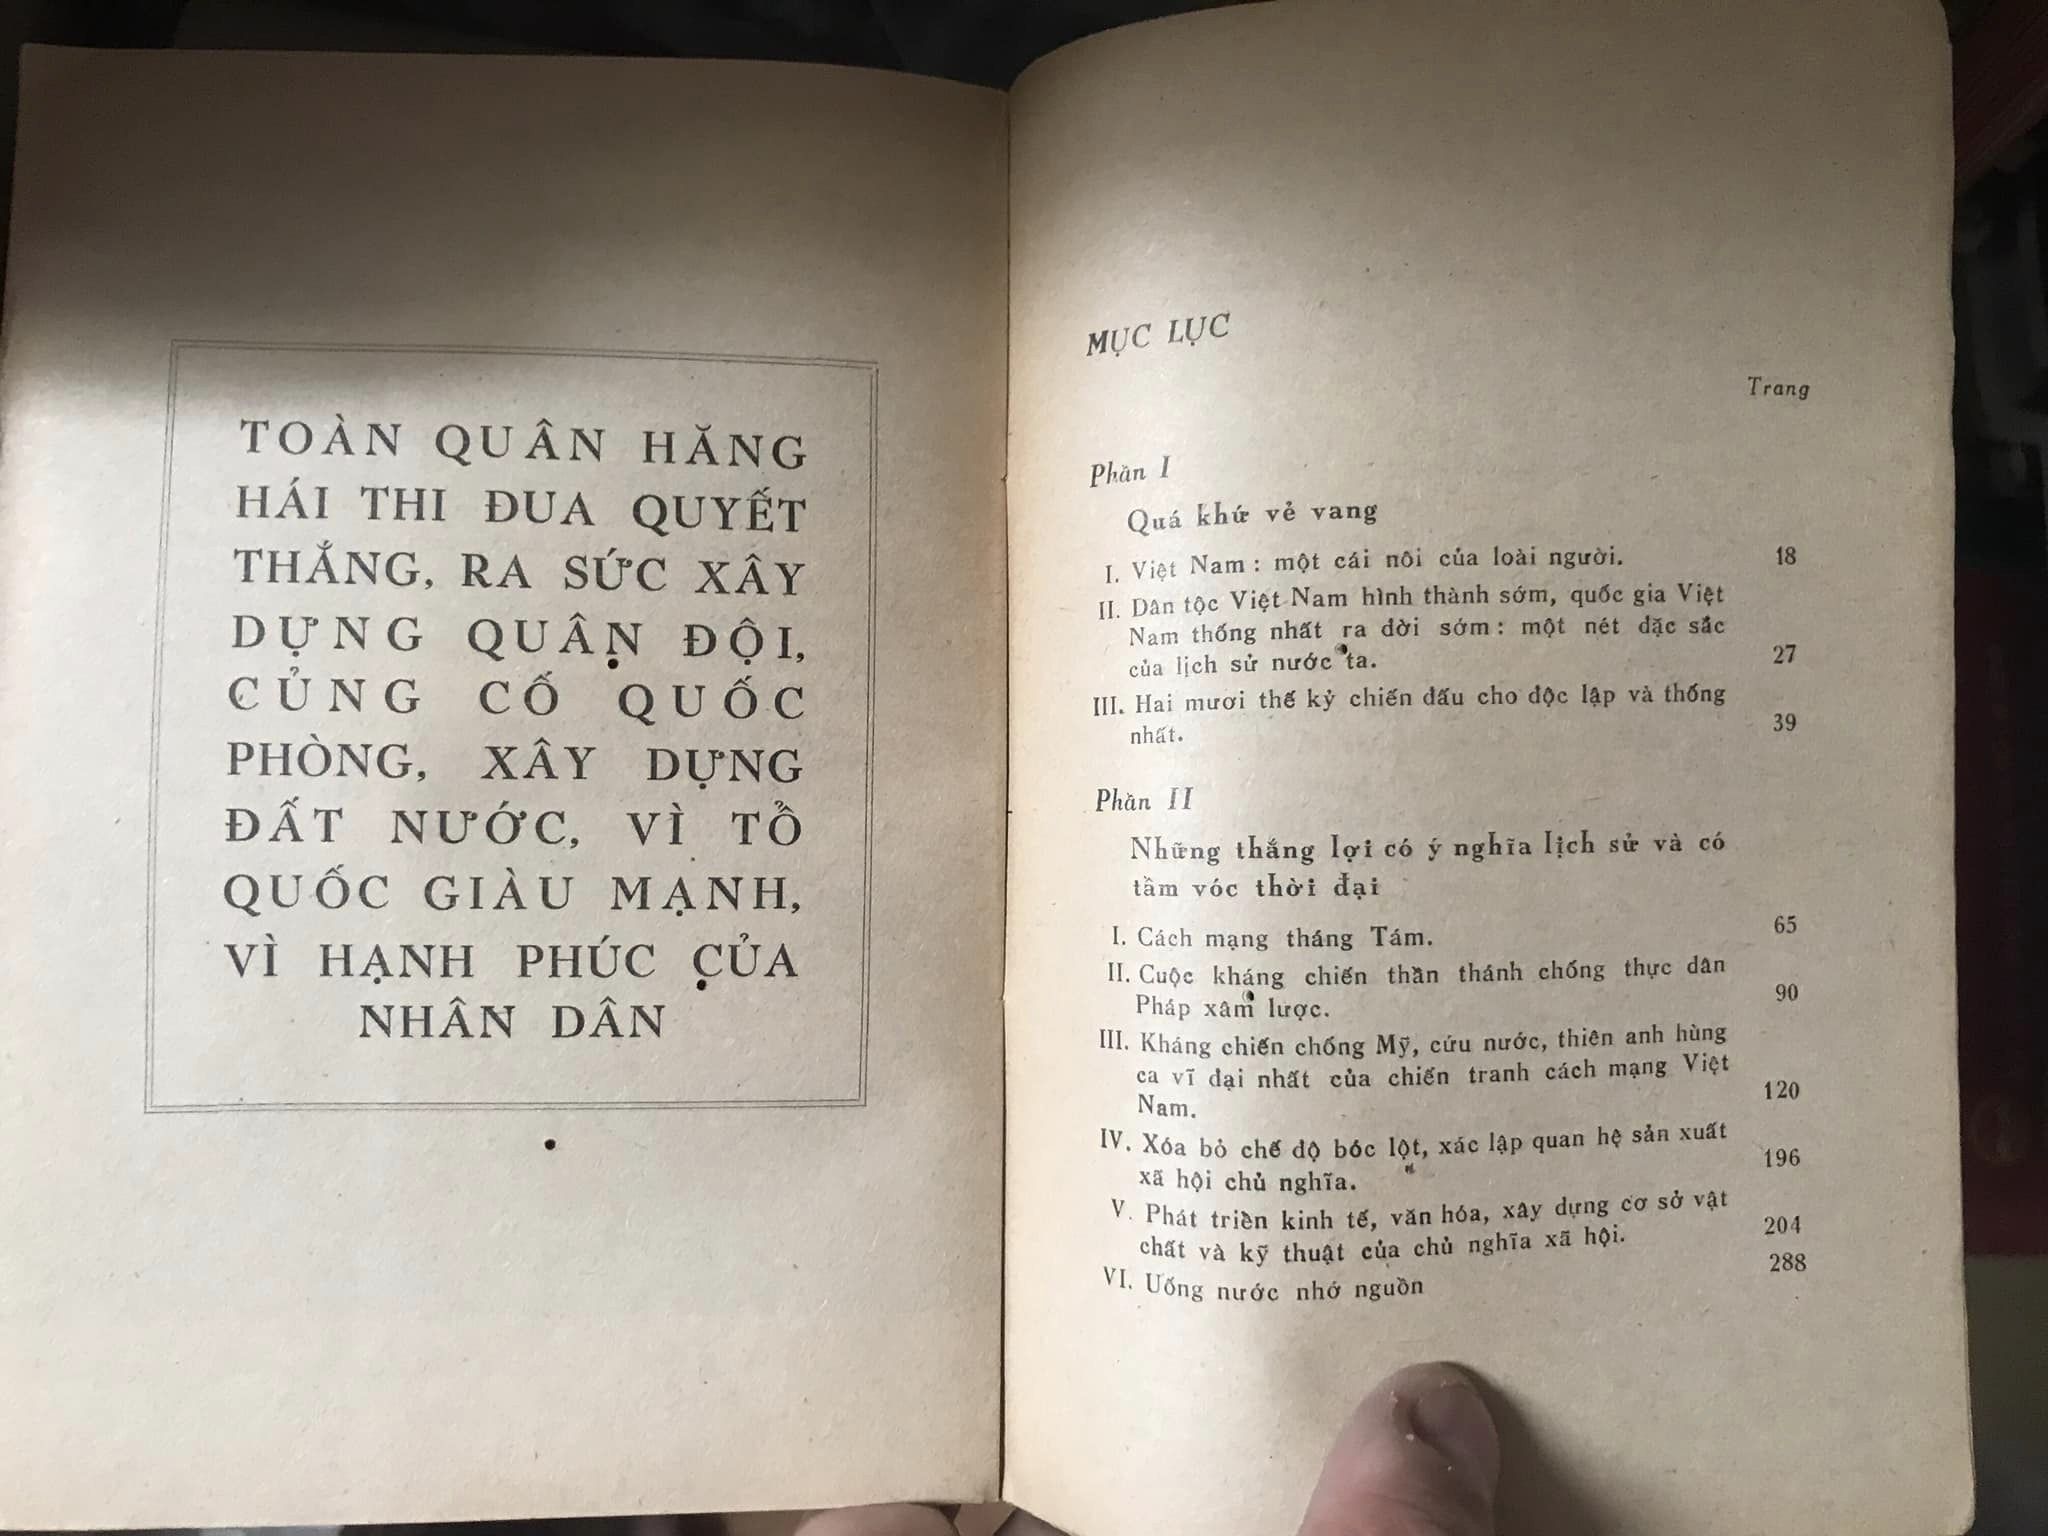 TOÀN QUÂN HĂNG
HÁI THI ĐUA QUYẾT
THẮNG, RA SỨC XÂY
DỰNG QUÂN ĐỘI,
CỦNG CỐ QUỐC
PHÒNG, XÂY DỰNG
ĐẤT NƯỚC, VÌ TỔ
QUỐC GIÀU MẠNH,
VÌ HẠNH PHÚC CỦA
NHÂN DÂN
MỤC LỤC
Trang
Phần I
Quá khứ vẻ vang
I. Việt Nam : một cái nôi của loài người. 18
II. Dân tộc Việt Nam hình thành sớm, quốc gia Việt
Nam thống nhất ra đời sớm : một nét đặc sắc
của lịch sử nước ta. 27
III. Hai mươi thế kỷ chiến đấu cho độc lập và thống
nhất. 39
Phần II
Những thắng lợi có ý nghĩa lịch sử và có
tầm vóc thời đại
I. Cách mạng tháng Tám. 65
II. Cuộc kháng chiến thần thánh chống thực dân
Pháp xâm lược. 90
III. Kháng chiến chống Mỹ, cứu nước, thiên anh hùng
ca vĩ đại nhất của chiến tranh cách mạng Việt
Nam. 120
IV. Xóa bỏ chế độ bóc lột, xác lập quan hệ sản xuất
xã hội chủ nghĩa. 196
V. Phát triển kinh tế, văn hóa, xây dựng cơ sở vật
chất và kỹ thuật của chủ nghĩa xã hội. 204
VI. Uống nước nhớ nguồn 288